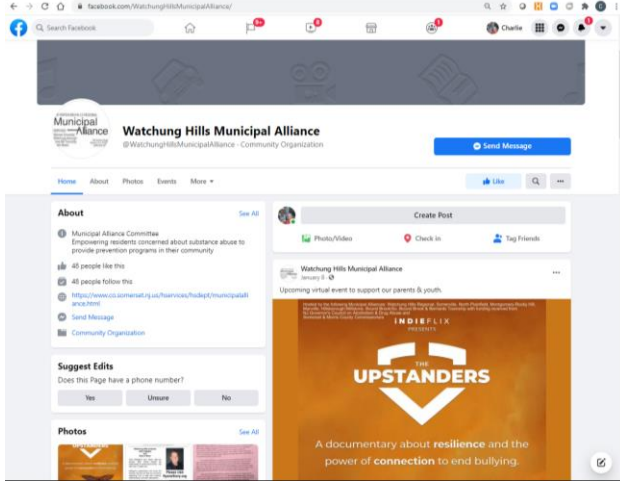 facebook.com/WatchungHillsMunicipalAlliance/
Search Facebook
Charlie
Municipal
Alliance
Watchung Hills Municipal Alliance
@WatchungHillsMunicipalAlliance · Community Organization
Send Message
Home About Photos Events More
Like
About See All
Municipal Alliance Committee
Empowering residents concerned about substance abuse to
provide prevention programs in their community
48 people like this
48 people follow this
https://www.co.somerset.nj.us/hservices/hsdept/municipalalli
ance.html
Send Message
Community Organization
Suggest Edits
Does this Page have a phone number?
Yes Unsure No
Photos See All
Create Post
Photo/Video Check in Tag Friends
Watchung Hills Municipal Alliance
January 8
Upcoming virtual event to support our parents & youth.
INDIEFLIX
PRESENTS
THE
UPSTANDERS
A documentary about resilience and the
power of connection to end bullying.